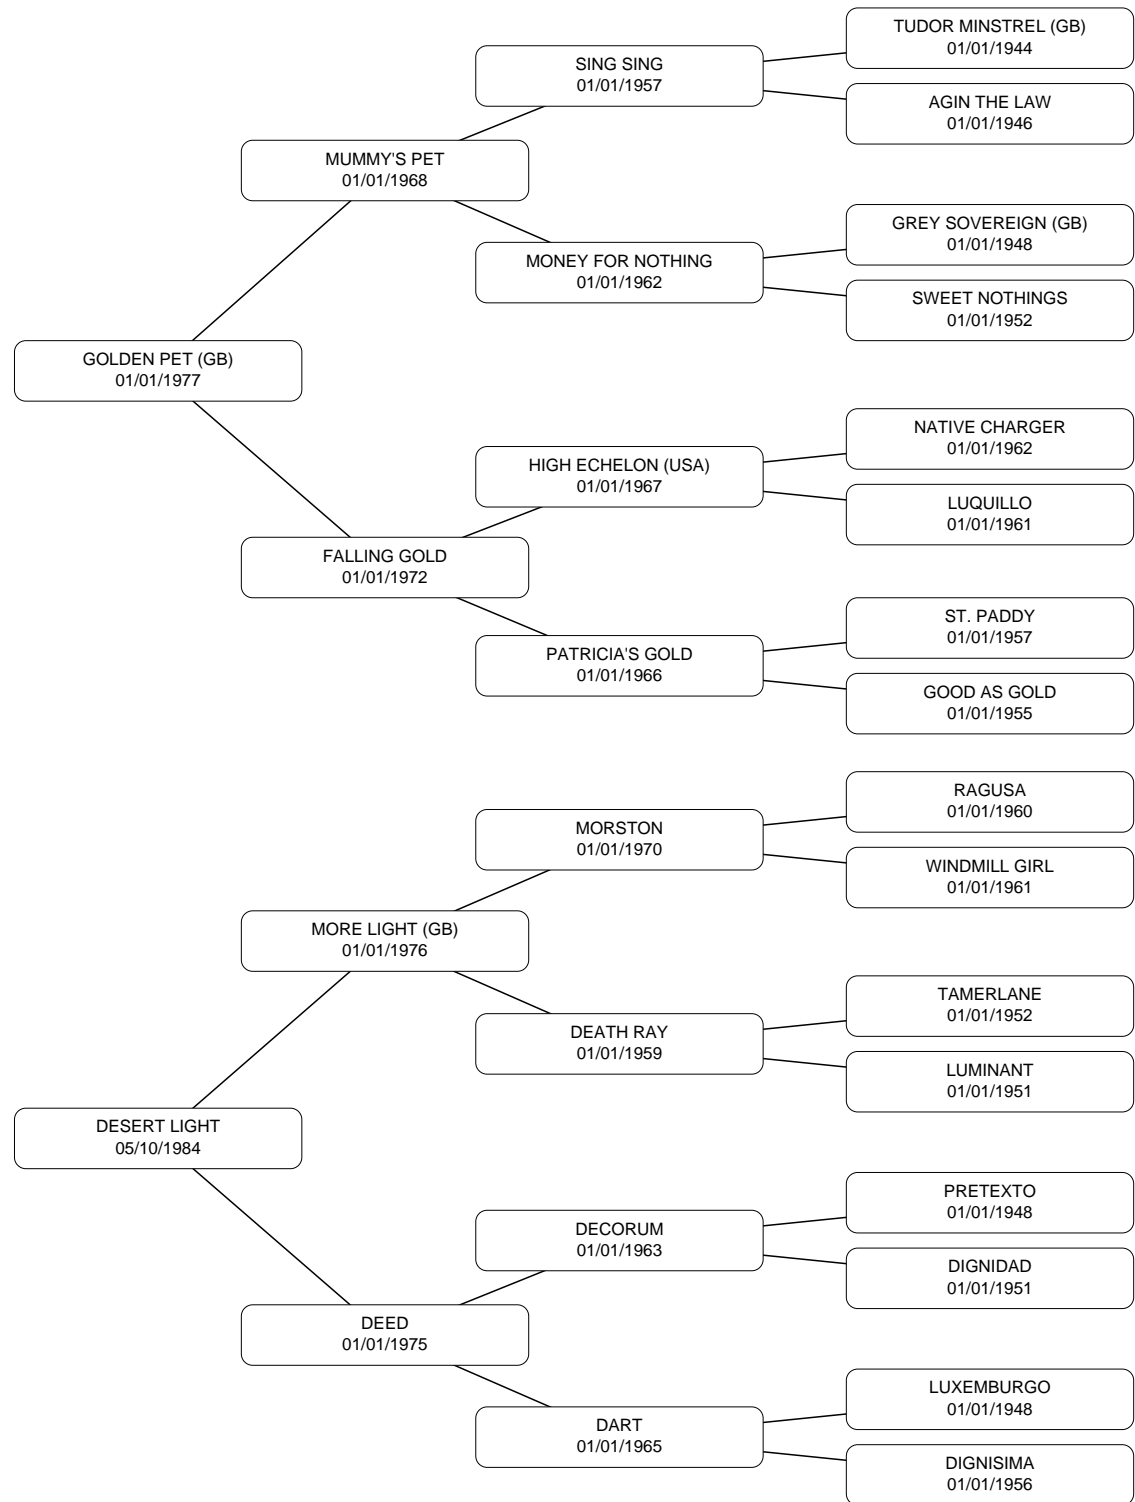 TUDOR MINSTREL (GB)
01/01/1944
SING SING
01/01/1957
AGIN THE LAW
01/01/1946
MUMMY'S PET
01/01/1968
GREY SOVEREIGN (GB)
01/01/1948
MONEY FOR NOTHING
01/01/1962
SWEET NOTHINGS
01/01/1952
GOLDEN PET (GB)
01/01/1977
NATIVE CHARGER
01/01/1962
HIGH ECHELON (USA)
01/01/1967
LUQUILLO
01/01/1961
FALLING GOLD
01/01/1972
ST. PADDY
01/01/1957
PATRICIA'S GOLD
01/01/1966
GOOD AS GOLD
01/01/1955
RAGUSA
01/01/1960
MORSTON
01/01/1970
WINDMILL GIRL
01/01/1961
MORE LIGHT (GB)
01/01/1976
TAMERLANE
01/01/1952
DEATH RAY
01/01/1959
LUMINANT
01/01/1951
DESERT LIGHT
05/10/1984
PRETEXTO
01/01/1948
DECORUM
01/01/1963
DIGNIDAD
01/01/1951
DEED
01/01/1975
LUXEMBURGO
01/01/1948
DART
01/01/1965
DIGNISIMA
01/01/1956